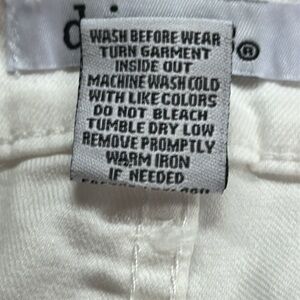 WASH BEFORE WEAR
TURN GARMENT
INSIDE OUT
MACHINE WASH COLD
WITH LIKE COLORS
DO NOT BLEACH
TUMBLE DRY LOW
REMOVE PROMPTLY
WARM IRON
IF NEEDED